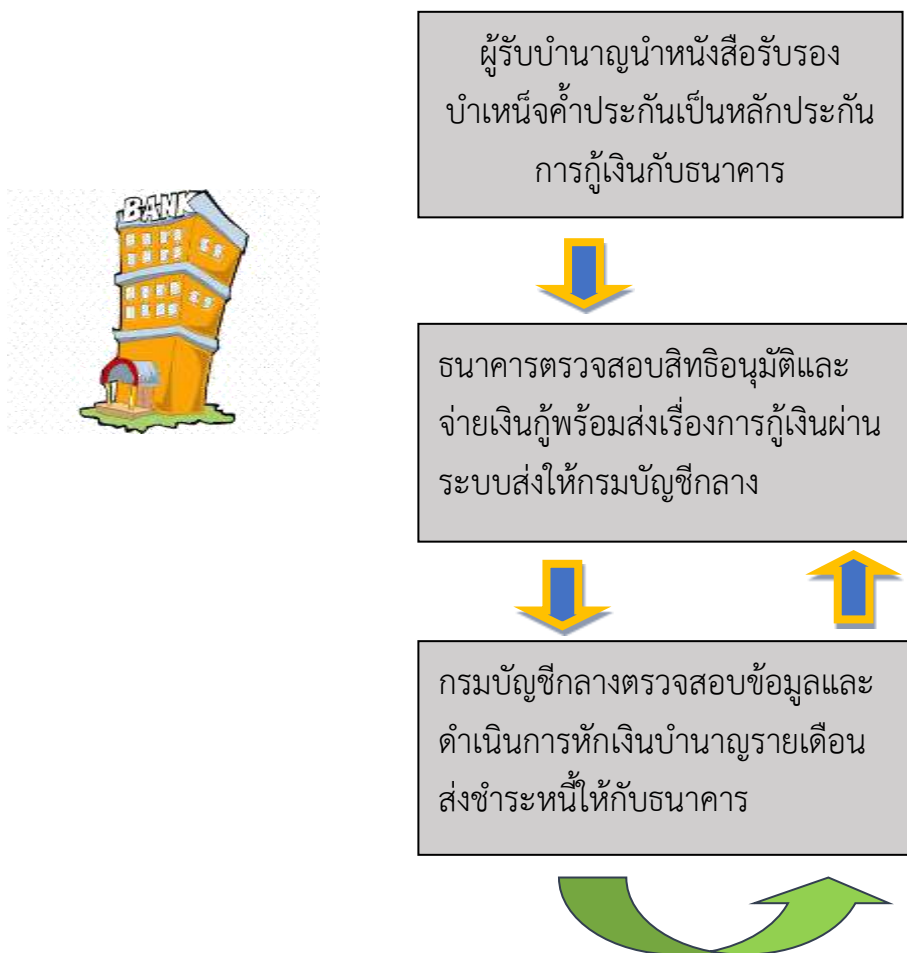 ผู้รับบำนาญนำหนังสือรับรอง
บำเหน็จค้ำประกันเป็นหลักประกัน
การกู้เงินกับธนาคาร
BANK
ธนาคารตรวจสอบสิทธิอนุมัติและ
จ่ายเงินกู้พร้อมส่งเรื่องการกู้เงินผ่าน
ระบบส่งให้กรมบัญชีกลาง
กรมบัญชีกลางตรวจสอบข้อมูลและ
ดำเนินการหักเงินบำนาญรายเดือน
ส่งชำระหนี้ให้กับธนาคาร